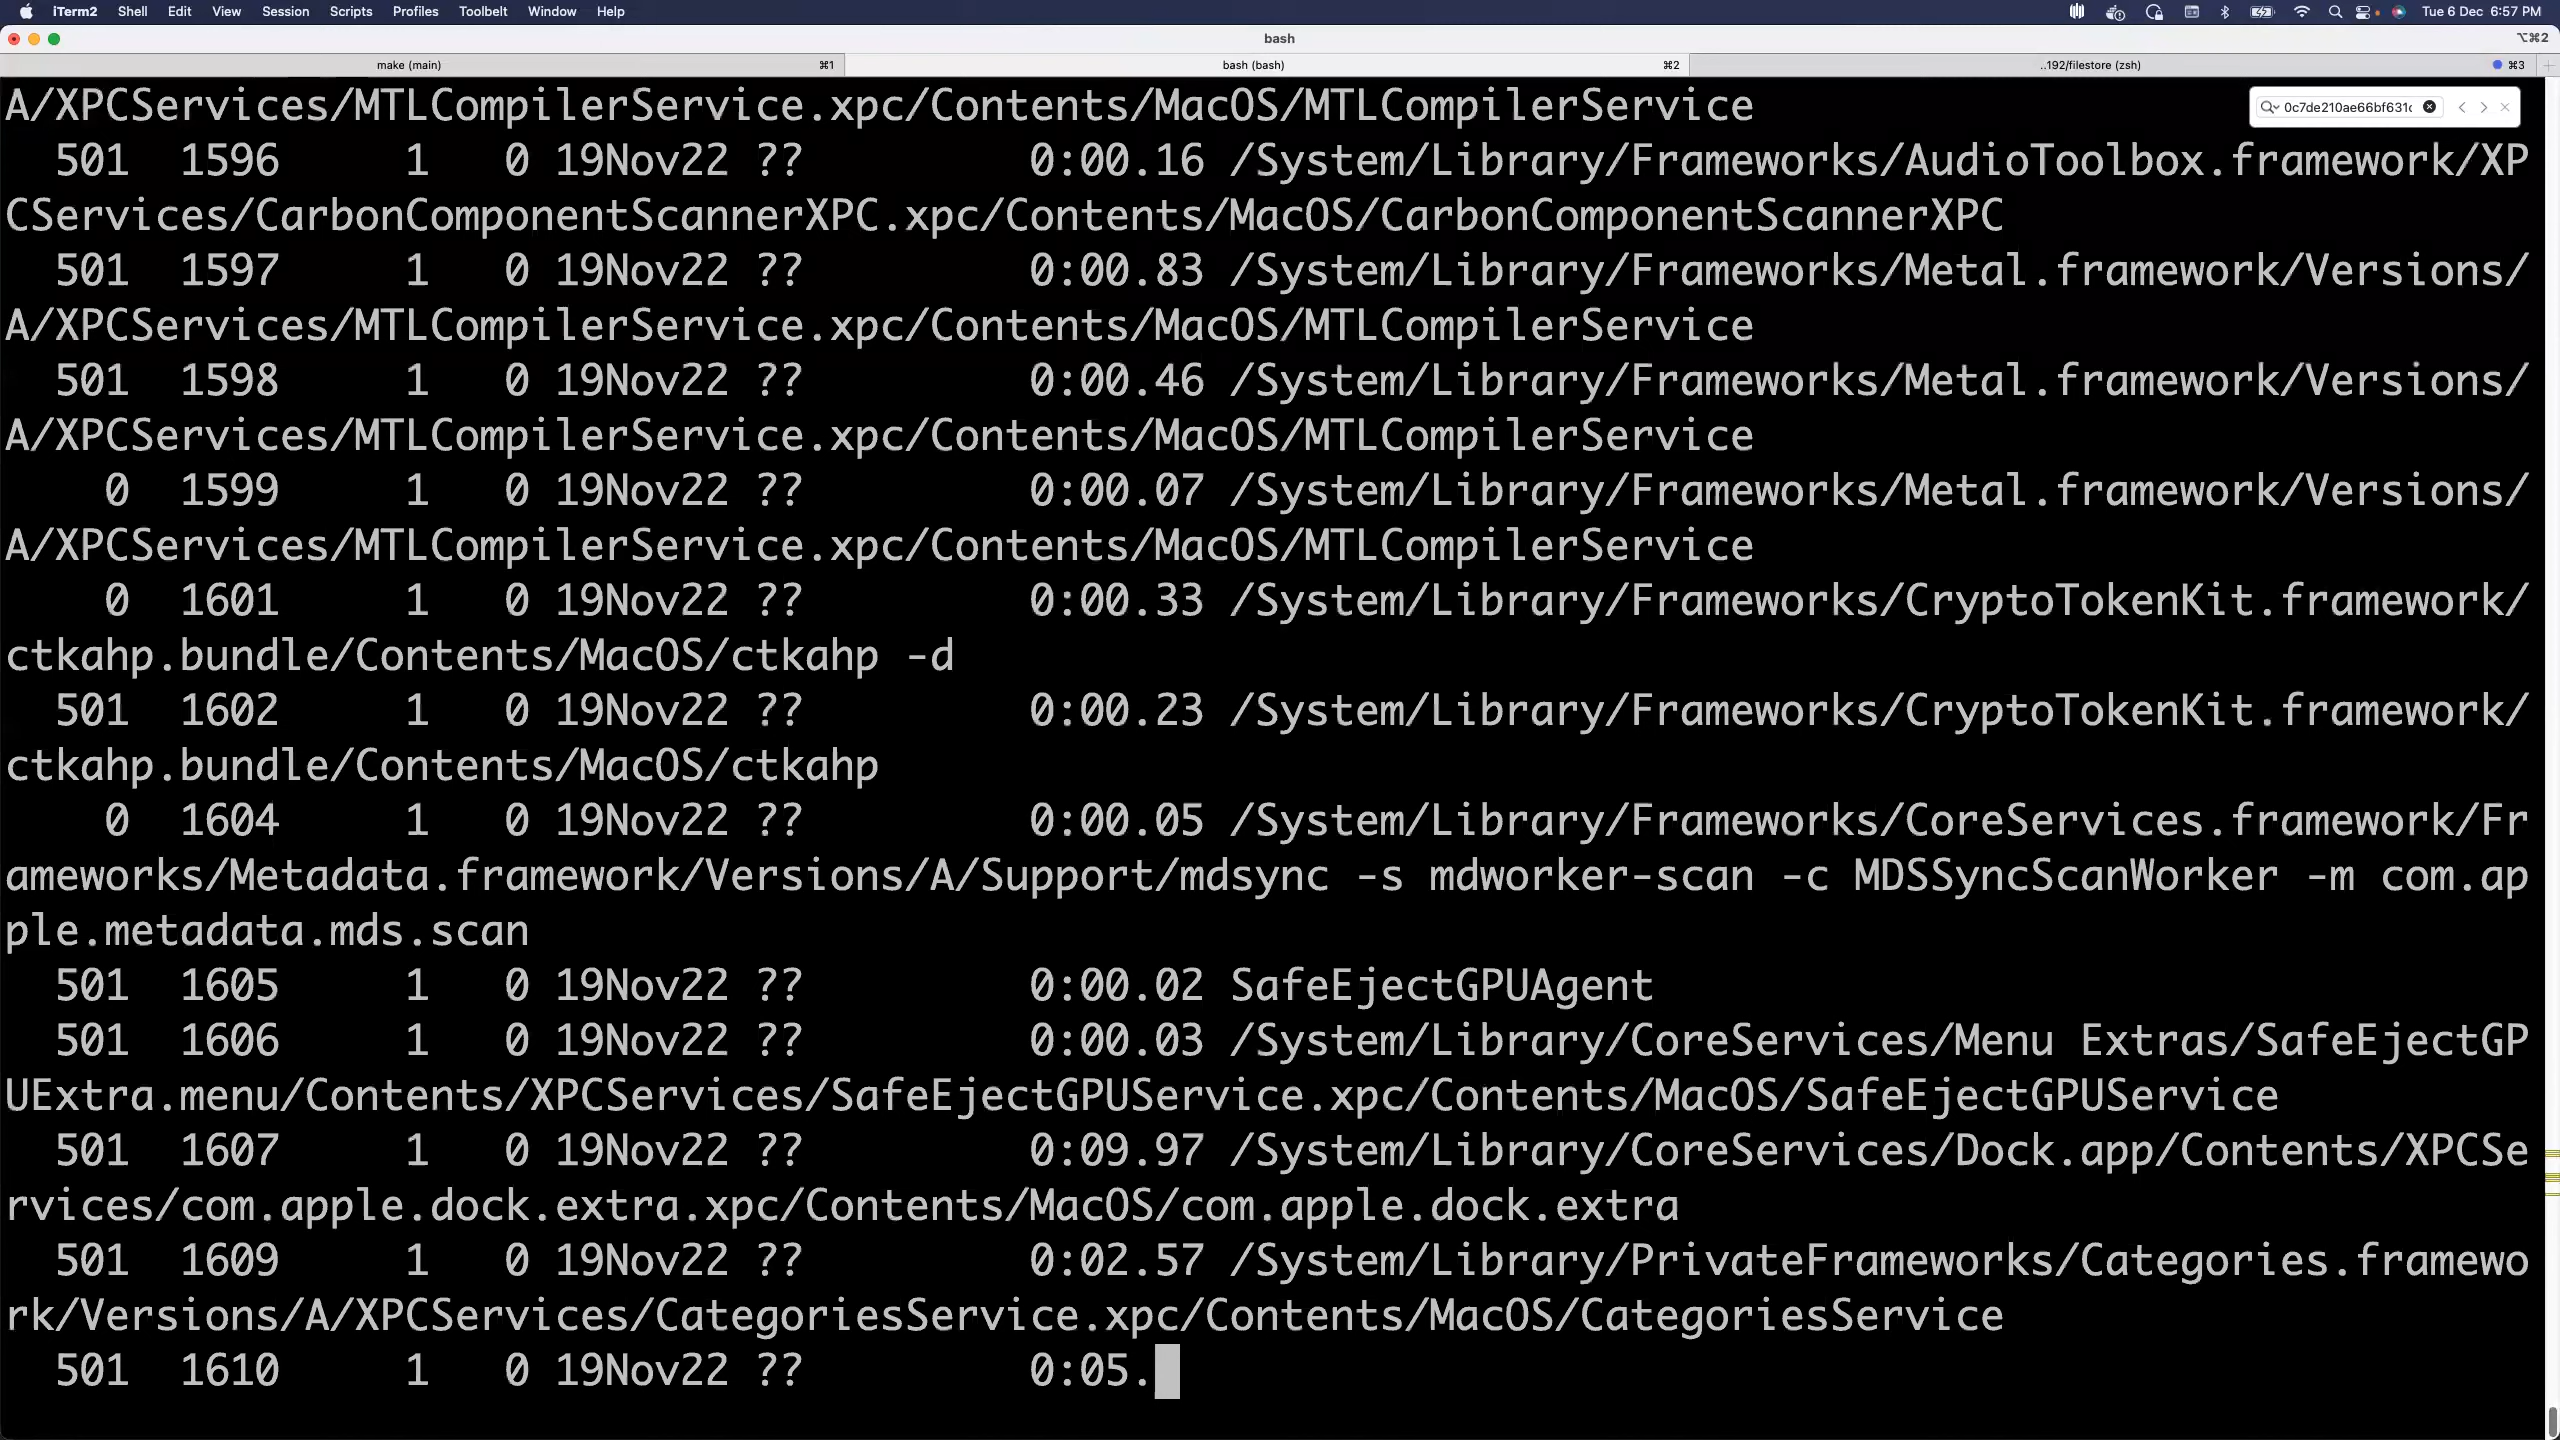 iTerm2 Shell Edit View Session Scripts Profiles Toolbelt Window Help Tue 6 Dec 6:57 PM
bash ⌥⌘2
make (main) ⌘1 bash (bash) ⌘2 ..192/filestore (zsh) ⌘3
0c7de210ae66bf631
A/XPCServices/MTLCompilerService.xpc/Contents/MacOS/MTLCompilerService
501 1596 1 0 19Nov22 ?? 0:00.16 /System/Library/Frameworks/AudioToolbox.framework/XP
CServices/CarbonComponentScannerXPC.xpc/Contents/MacOS/CarbonComponentScannerXPC
501 1597 1 0 19Nov22 ?? 0:00.83 /System/Library/Frameworks/Metal.framework/Versions/
A/XPCServices/MTLCompilerService.xpc/Contents/MacOS/MTLCompilerService
501 1598 1 0 19Nov22 ?? 0:00.46 /System/Library/Frameworks/Metal.framework/Versions/
A/XPCServices/MTLCompilerService.xpc/Contents/MacOS/MTLCompilerService
0 1599 1 0 19Nov22 ?? 0:00.07 /System/Library/Frameworks/Metal.framework/Versions/
A/XPCServices/MTLCompilerService.xpc/Contents/MacOS/MTLCompilerService
0 1601 1 0 19Nov22 ?? 0:00.33 /System/Library/Frameworks/CryptoTokenKit.framework/
ctkahp.bundle/Contents/MacOS/ctkahp -d
501 1602 1 0 19Nov22 ?? 0:00.23 /System/Library/Frameworks/CryptoTokenKit.framework/
ctkahp.bundle/Contents/MacOS/ctkahp
0 1604 1 0 19Nov22 ?? 0:00.05 /System/Library/Frameworks/CoreServices.framework/Fr
ameworks/Metadata.framework/Versions/A/Support/mdsync -s mdworker-scan -c MDSSyncScanWorker -m com.ap
ple.metadata.mds.scan
501 1605 1 0 19Nov22 ?? 0:00.02 SafeEjectGPUAgent
501 1606 1 0 19Nov22 ?? 0:00.03 /System/Library/CoreServices/Menu Extras/SafeEjectGP
UExtra.menu/Contents/XPCServices/SafeEjectGPUService.xpc/Contents/MacOS/SafeEjectGPUService
501 1607 1 0 19Nov22 ?? 0:09.97 /System/Library/CoreServices/Dock.app/Contents/XPCSe
rvices/com.apple.dock.extra.xpc/Contents/MacOS/com.apple.dock.extra
501 1609 1 0 19Nov22 ?? 0:02.57 /System/Library/PrivateFrameworks/Categories.framewo
rk/Versions/A/XPCServices/CategoriesService.xpc/Contents/MacOS/CategoriesService
501 1610 1 0 19Nov22 ?? 0:05.